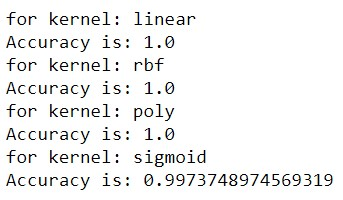 for kernel: linear
Accuracy is: 1.0
for kernel: rbf
Accuracy is: 1.0
for kernel: poly
Accuracy is: 1.0
for kernel: sigmoid
Accuracy is: 0.9973748974569319